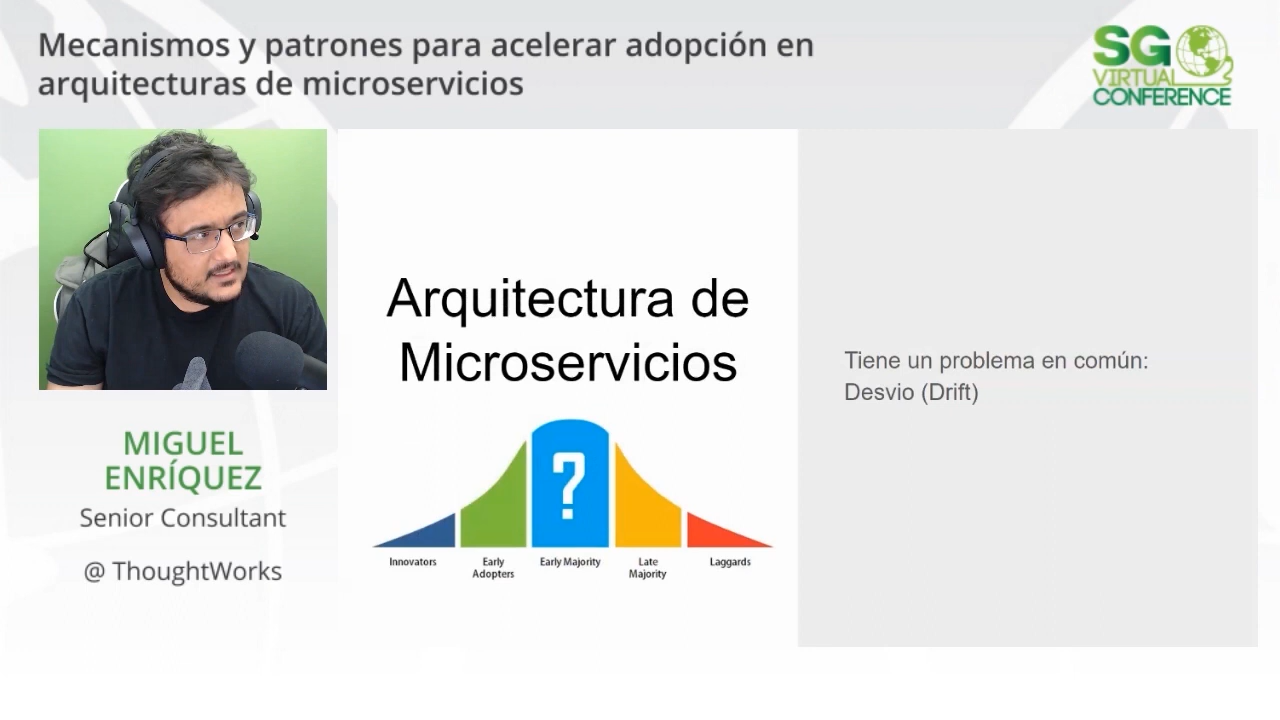 Mecanismos y patrones para acelerar adopción en
arquitecturas de microservicios
SG
VIRTUAL
CONFERENCE
Arquitectura de
Microservicios
?
Innovators
Early
Adopters
Early Majority
Late
Majority
Laggards
Tiene un problema en común:
Desvio (Drift)
MIGUEL
ENRÍQUEZ
Senior Consultant
@ ThoughtWorks